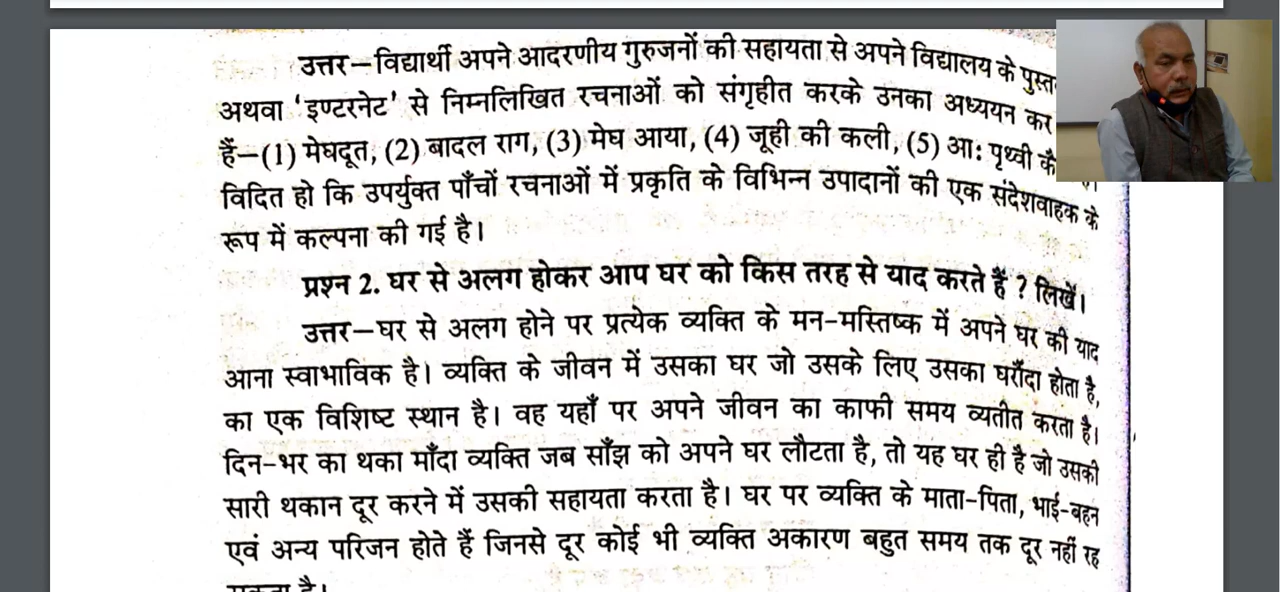 उत्तर–विद्यार्थी अपने आदरणीय गुरुजनों की सहायता से अपने विद्यालय के
अथवा ‘इण्टरनेट’ से निम्नलिखित रचनाओं को संगृहीत करके उनका अध्ययन कर
हैं–(1) मेघदूत, (2) बादल राग, (3) मेघ आया, (4) जूही की कली, (5) आः पृथ्वी
विदित हो कि उपर्युक्त पाँचों रचनाओं में प्रकृति के विभिन्न उपादानों की एक संदेशवाहक के
रूप में कल्पना की गई है।
प्रश्न 2. घर से अलग होकर आप घर को किस तरह से याद करते हैं ? लिखें।
उत्तर–घर से अलग होने पर प्रत्येक व्यक्ति के मन-मस्तिष्क में अपने घर की याद
आना स्वाभाविक है। व्यक्ति के जीवन में उसका घर जो उसके लिए उसका घरौंदा होता है,
का एक विशिष्ट स्थान है। वह यहाँ पर अपने जीवन का काफी समय व्यतीत करता है।
दिन-भर का थका माँदा व्यक्ति जब साँझ को अपने घर लौटता है, तो यह घर ही है जो उसकी
सारी थकान दूर करने में उसकी सहायता करता है। घर पर व्यक्ति के माता-पिता, भाई-बहन
एवं अन्य परिजन होते हैं जिनसे दूर कोई भी व्यक्ति अकारण बहुत समय तक दूर नहीं रह